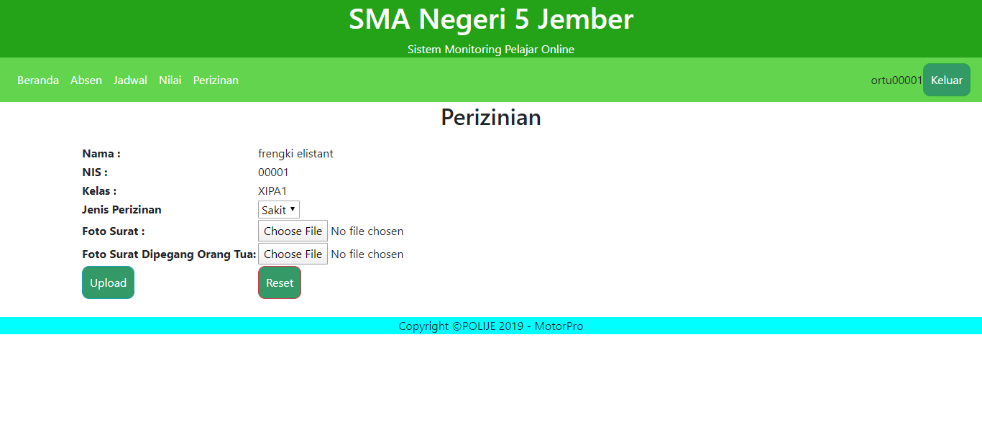 SMA Negeri 5 Jember
Sistem Monitoring Pelajar Online
Beranda Absen Jadwal Nilai Perizinan ortu00001 Keluar
Perizinian
Nama : frengki elistant
NIS : 00001
Kelas : XIPA1
Jenis Perizinan Sakit
Foto Surat : Choose File No file chosen
Foto Surat Dipegang Orang Tua: Choose File No file chosen
Upload Reset
Copyright ©POLIJE 2019 - MotorPro